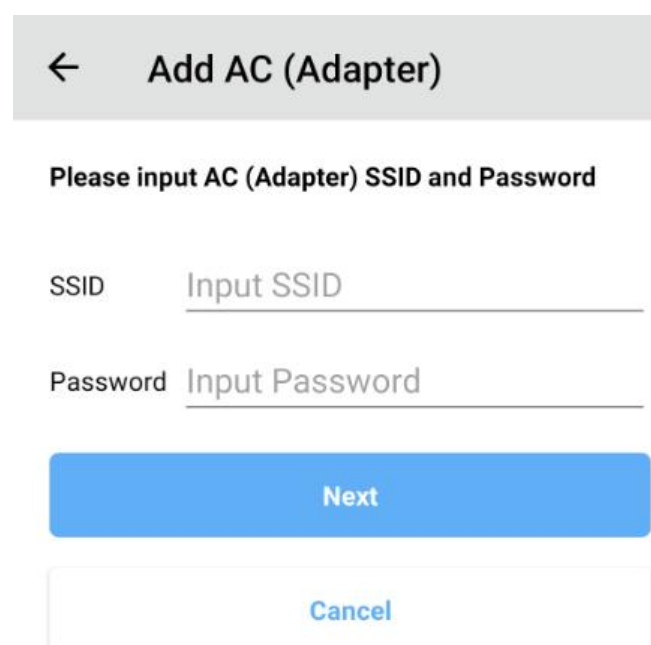 Add AC (Adapter)
Please input AC (Adapter) SSID and Password
SSID Input SSID
Password Input Password
Next
Cancel